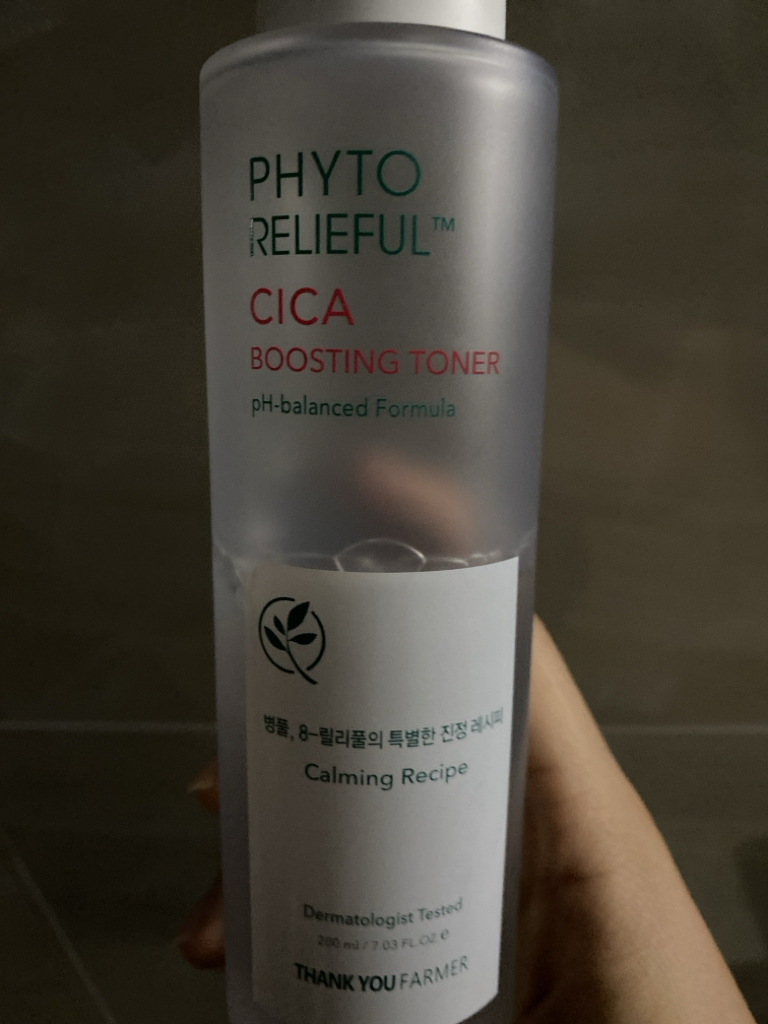 PHYTO
RELIEFUL™
CICA
BOOSTING TONER
pH-balanced Formula
병풀, 8-릴리풀의 특별한 진정 레시피
Calming Recipe
Dermatologist Tested
200 ml / 7.03 FL.OZ ℮
THANK YOU FARMER